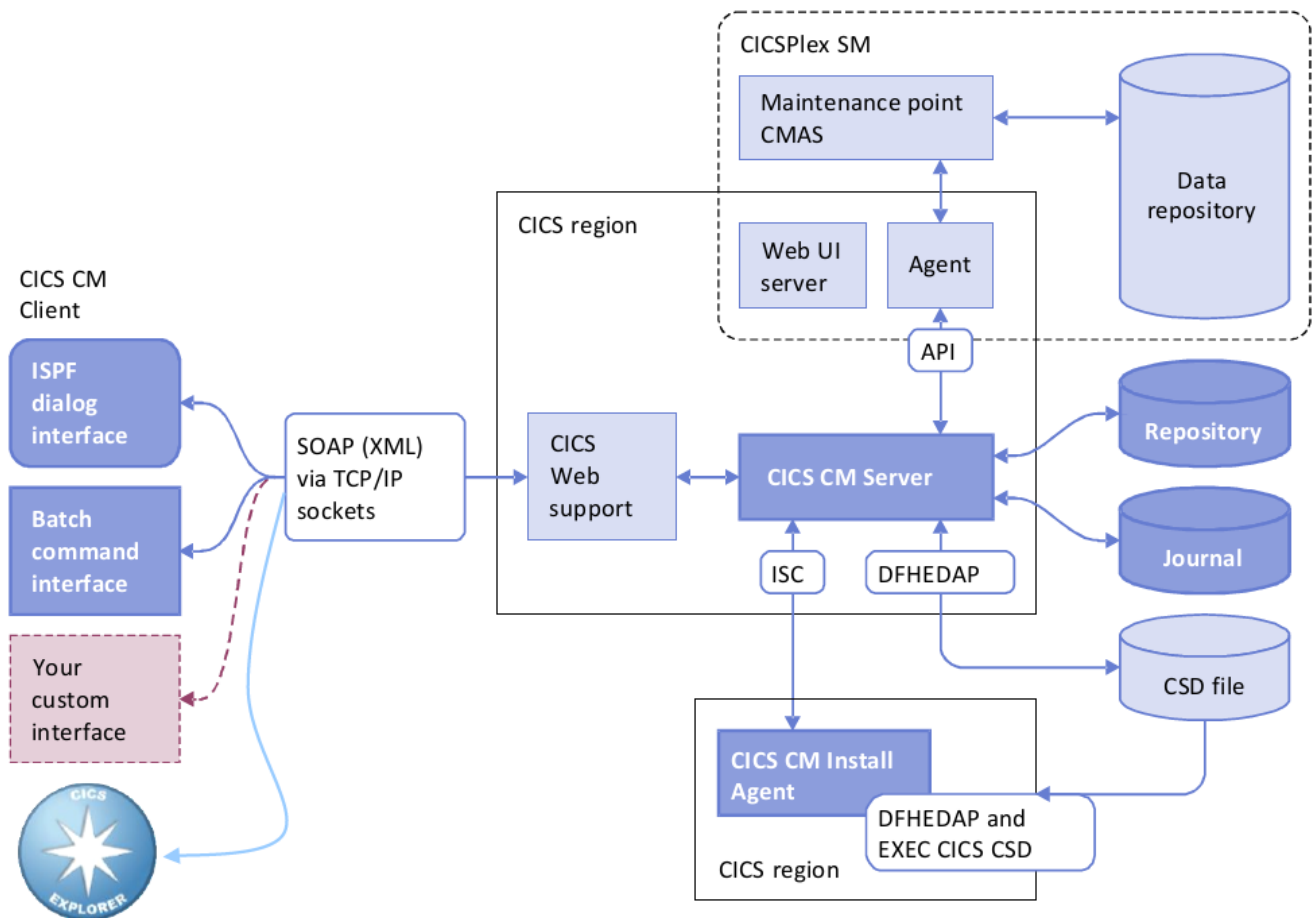 CICSPlex SM
Maintenance point
CMAS
Data
repository
CICS region
Web UI
server
Agent
API
CICS CM
Client
ISPF
dialog
interface
Batch
command
interface
Your
custom
interface
CICS
EXPLORER
SOAP (XML)
via TCP/IP
sockets
CICS
Web
support
CICS CM Server
Repository
Journal
ISC
DFHEDAP
CSD file
CICS CM Install
Agent
DFHEDAP and
EXEC CICS CSD
CICS region